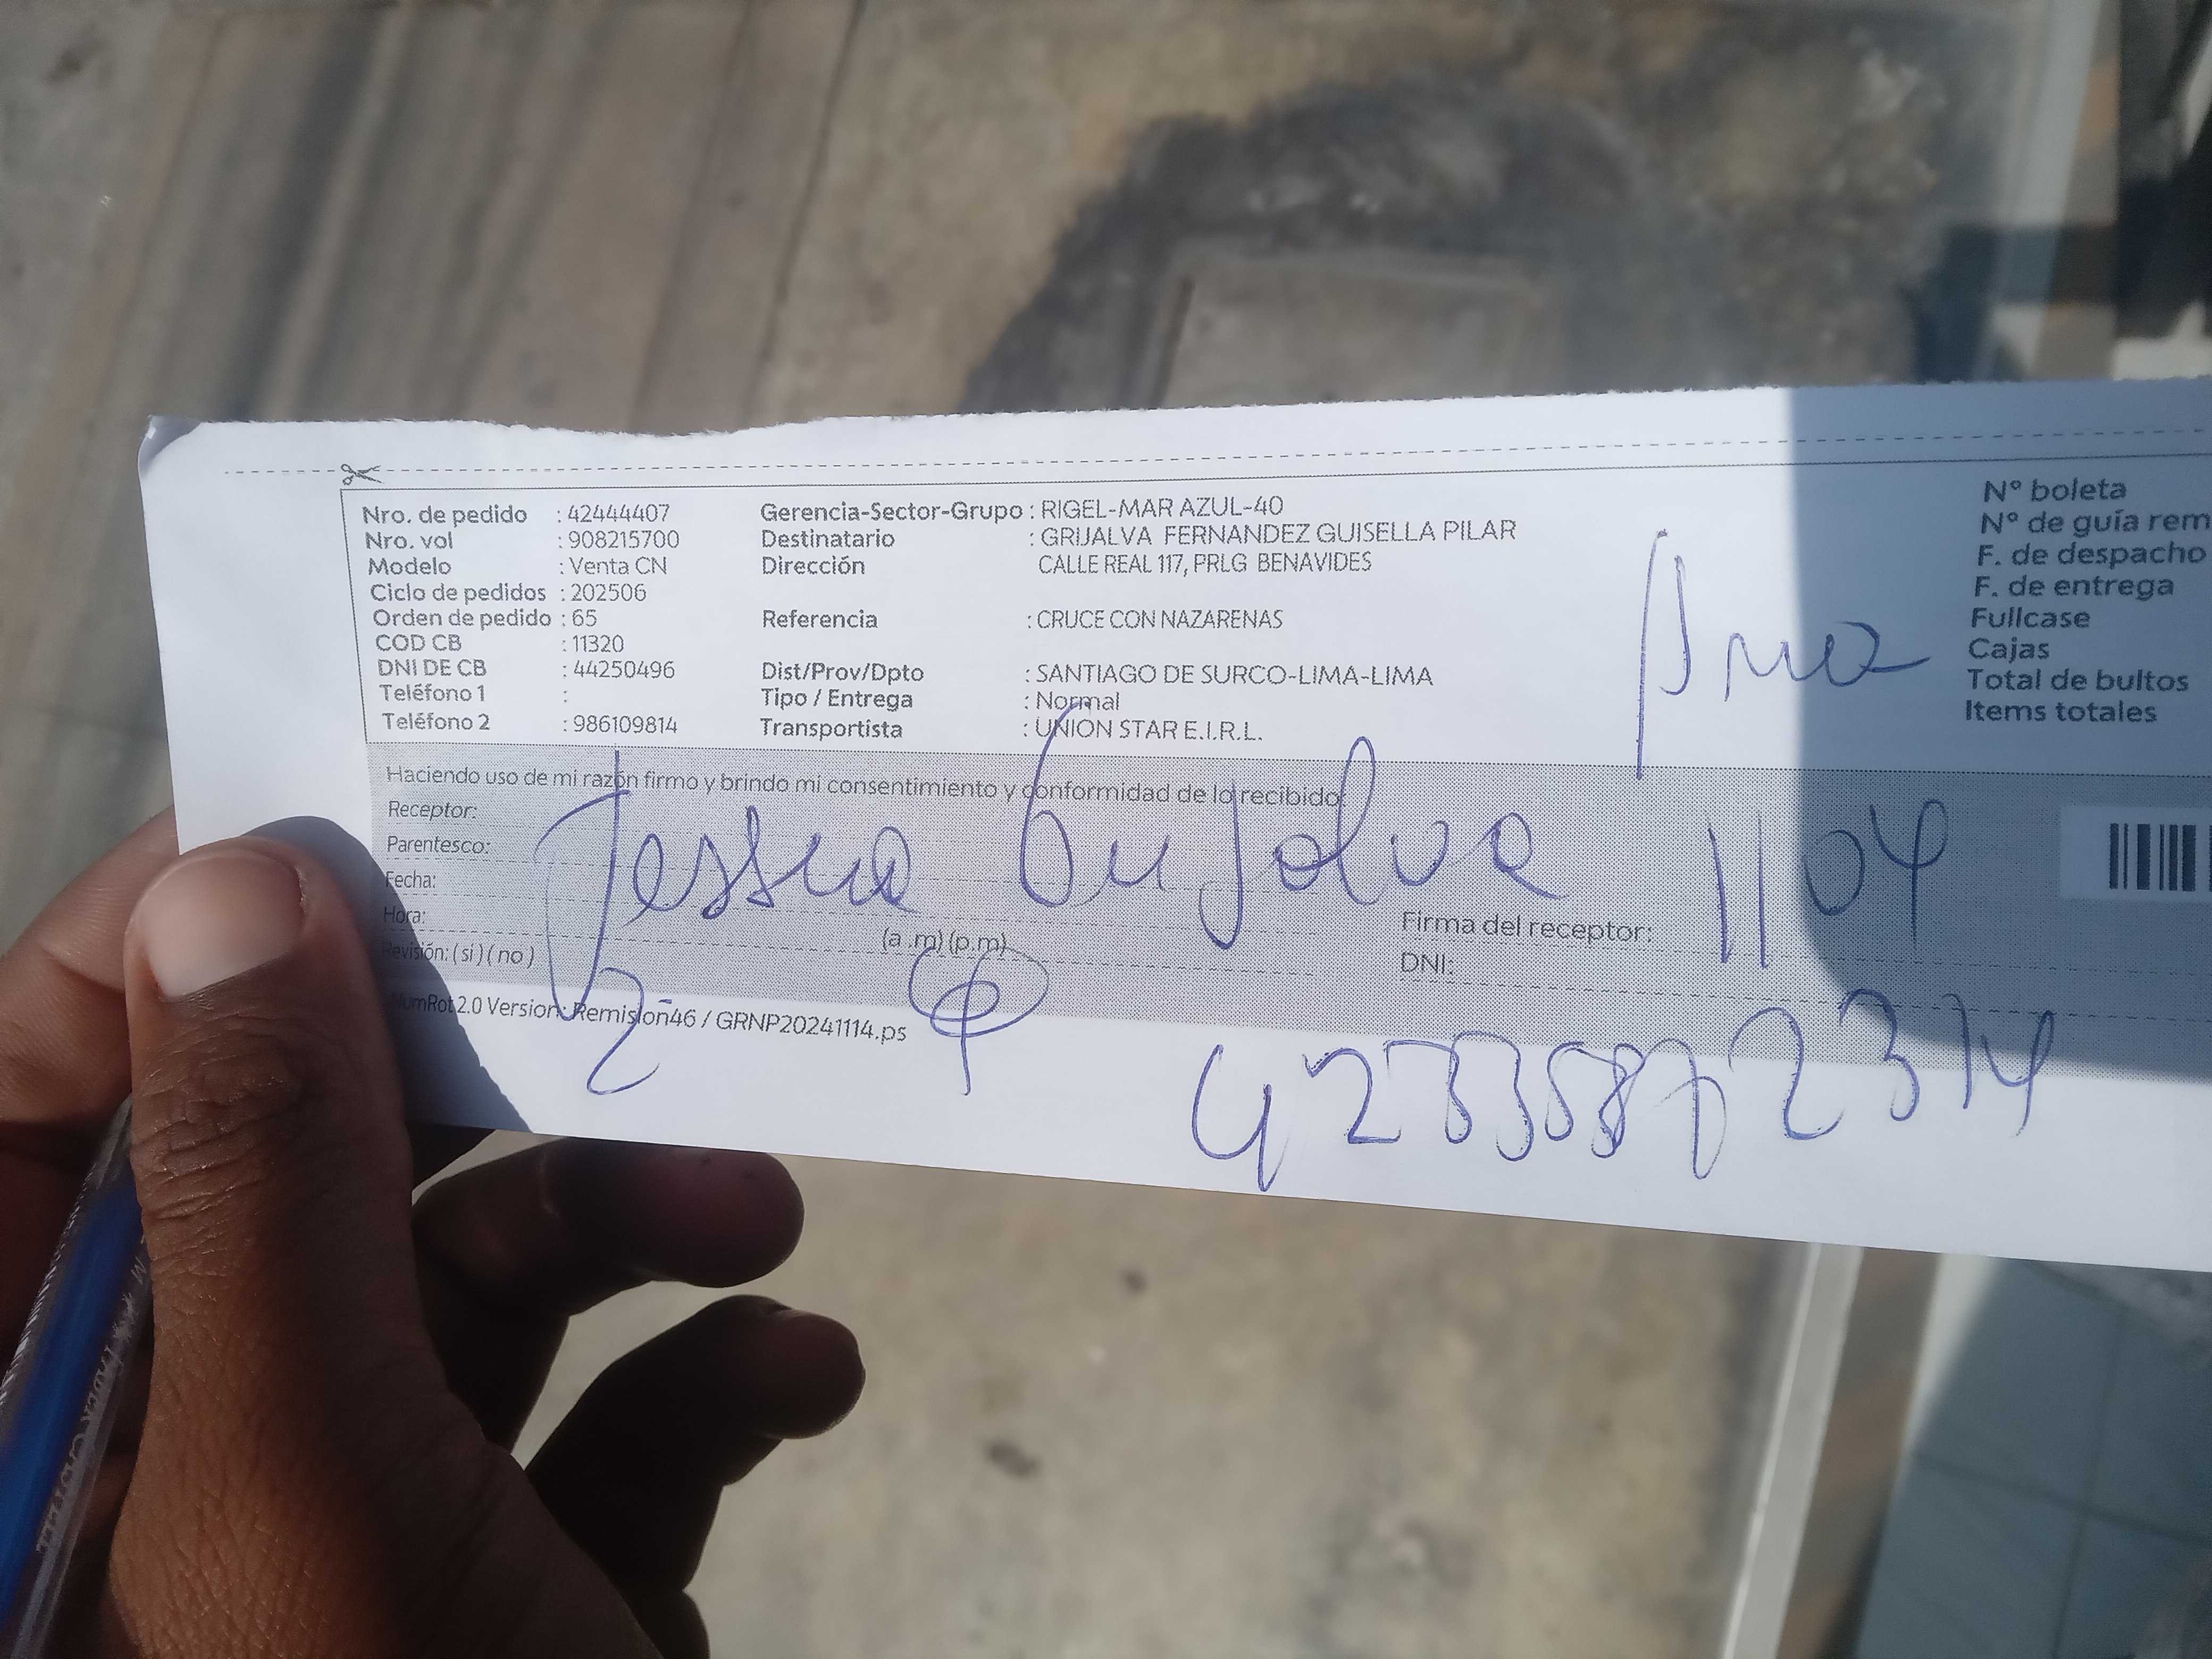 Nro. de pedido : 42444407 Gerencia-Sector-Grupo : RIGEL-MAR AZUL-40 N° boleta
Nro. vol : 908215700 Destinatario : GRIJALVA FERNANDEZ GUISELLA PILAR N° de guía rem
Modelo : Venta CN Dirección CALLE REAL 117, PRLG BENAVIDES F. de despacho
Ciclo de pedidos : 202506 F. de entrega
Orden de pedido : 65 Referencia : CRUCE CON NAZARENAS Fullcase
COD CB : 11320 Cajas
DNI DE CB : 44250496 Dist/Prov/Dpto : SANTIAGO DE SURCO-LIMA-LIMA Total de bultos
Teléfono 1 : Tipo / Entrega : Normal Items totales
Teléfono 2 : 986109814 Transportista : UNION STAR E.I.R.L.
Haciendo uso de mi razón firmo y brindo mi consentimiento y conformidad de lo recibido:
Receptor:
Parentesco:
Fecha:
Hora: (a .m) (p.m)
Revisión: ( si ) ( no )
Firma del receptor: 1104
DNI:
NumRot 2.0 Version: Remision46 / GRNP20241114.ps